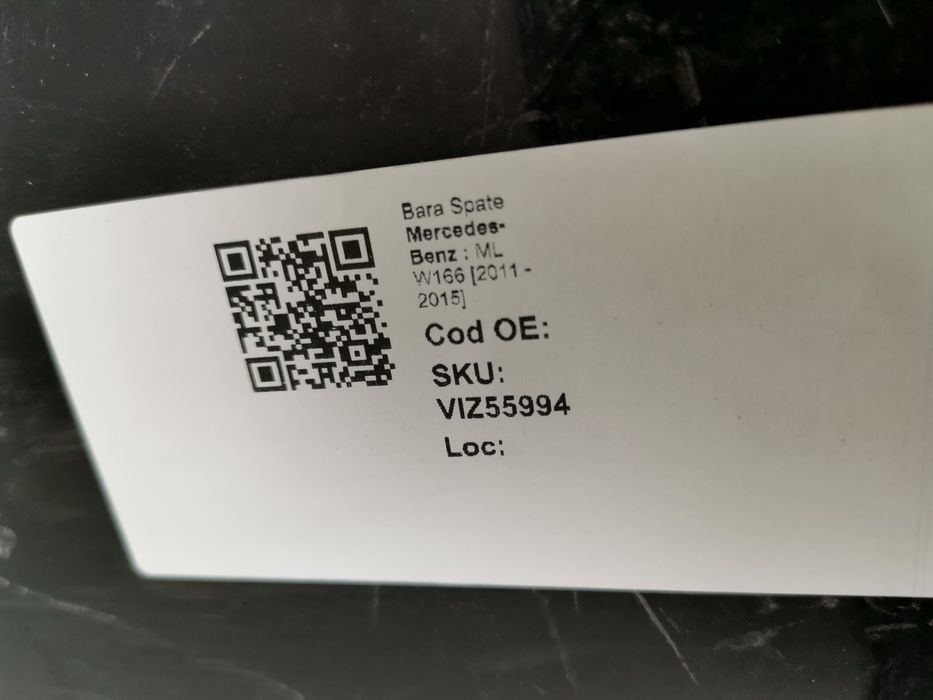 Bara Spate
Mercedes-
Benz : ML
W166 [2011 -
2015]
Cod OE:
SKU:
VIZ55994
Loc: